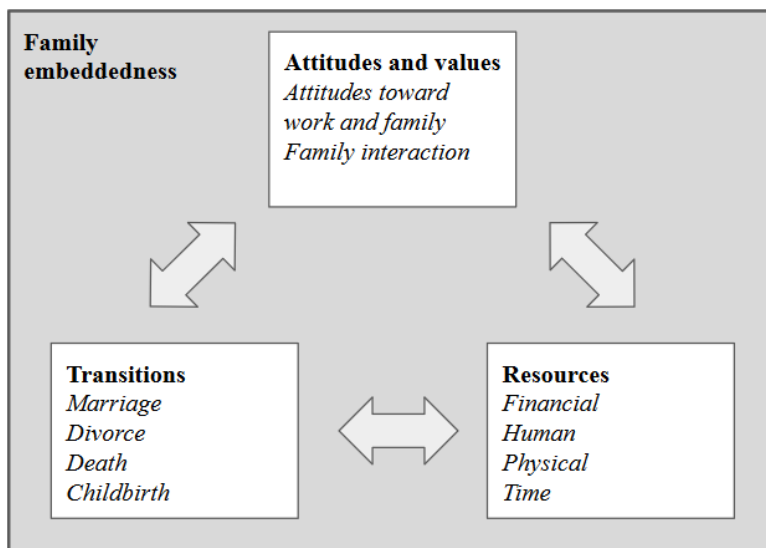 Family
embeddedness
Attitudes and values
Attitudes toward
work and family
Family interaction
Transitions
Marriage
Divorce
Death
Childbirth
Resources
Financial
Human
Physical
Time